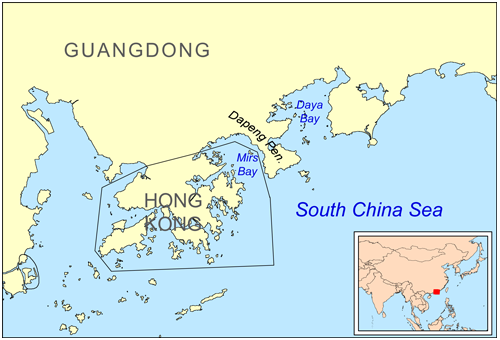 GUANGDONG
Daya
Bay
Dapeng Pen.
Mirs
Bay
HONG
KONG
South China Sea